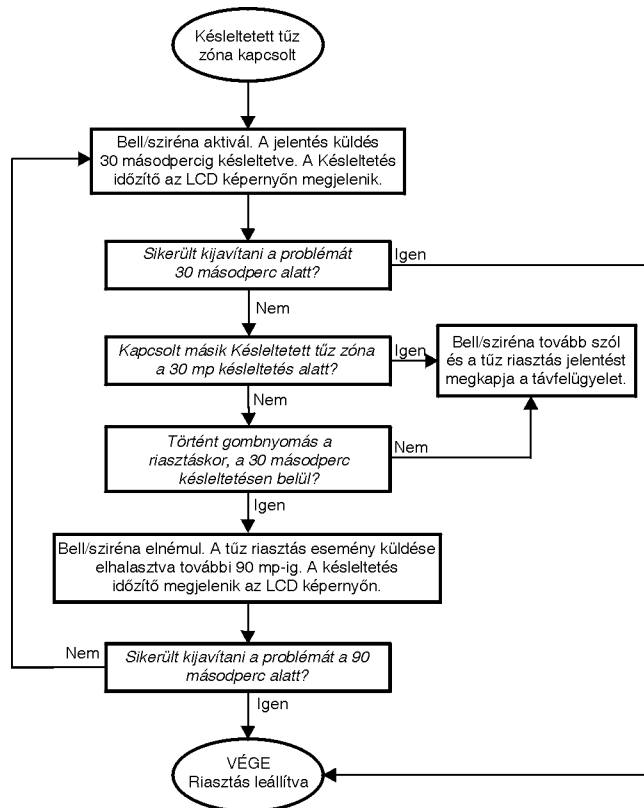 Késleltetett tűz
zóna kapcsolt
Bell/sziréna aktivál. A jelentés küldés
30 másodpercig késleltetve. A Késleltetés
időzítő az LCD képernyőn megjelenik.
Sikerült kijavítani a problémát
30 másodperc alatt?
Igen
Nem
Kapcsolt másik Késleltetett tűz zóna
a 30 mp késleltetés alatt?
Igen
Bell/sziréna tovább szól
és a tűz riasztás jelentést
megkapja a távfelügyelet.
Nem
Történt gombnyomás a
riasztáskor, a 30 másodperc
késleltetésen belül?
Nem
Igen
Bell/sziréna elnémul. A tűz riasztás esemény küldése
elhalasztva további 90 mp-ig. A késleltetés
időzítő megjelenik az LCD képernyőn.
Nem
Sikerült kijavítani a problémát a 90
másodperc alatt?
Igen
VÉGE
Riasztás leállítva